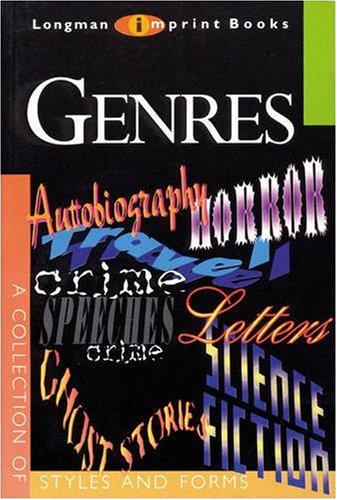 Longman imprint Books
GENRES
Autobiography
HORROR
Travel
crime
SPEECHES
Letters
crime
GHOST STORIES
SCIENCE
FICTION
A COLLECTION OF
STYLES AND FORMS